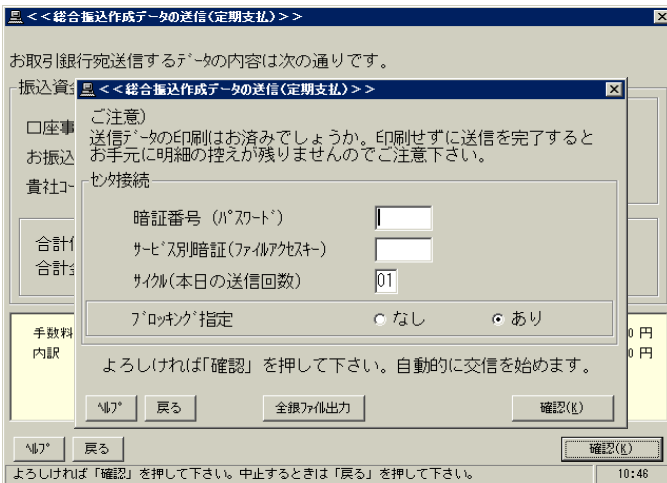 <<総合振込作成データの送信(定期支払)>>
お取引銀行宛送信するデータの内容は次の通りです。
振込資金
口座事
お振込
貴社コー
合計
合計
手数料
内訳
0 円
0 円
<<総合振込作成データの送信(定期支払)>>
ご注意)
送信データの印刷はお済みでしょうか。印刷せずに送信を完了すると
お手元に明細の控えが残りませんのでご注意下さい。
センタ接続
暗証番号 (パスワード)
サービス別暗証(ファイルアクセスキー)
サイクル(本日の送信回数) 01
ブロッキング指定 なし あり
よろしければ「確認」を押して下さい。自動的に交信を始めます。
ヘルプ 戻る 全銀ファイル出力 確認(K)
ヘルプ 戻る 確認(K)
よろしければ「確認」を押して下さい。中止するときは「戻る」を押して下さい。 10:46